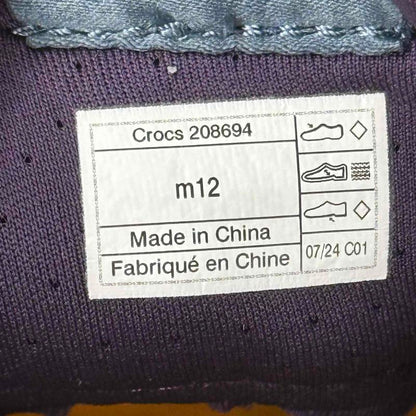 Crocs 208694
m12
Made in China
Fabriqué en Chine
07/24 C01